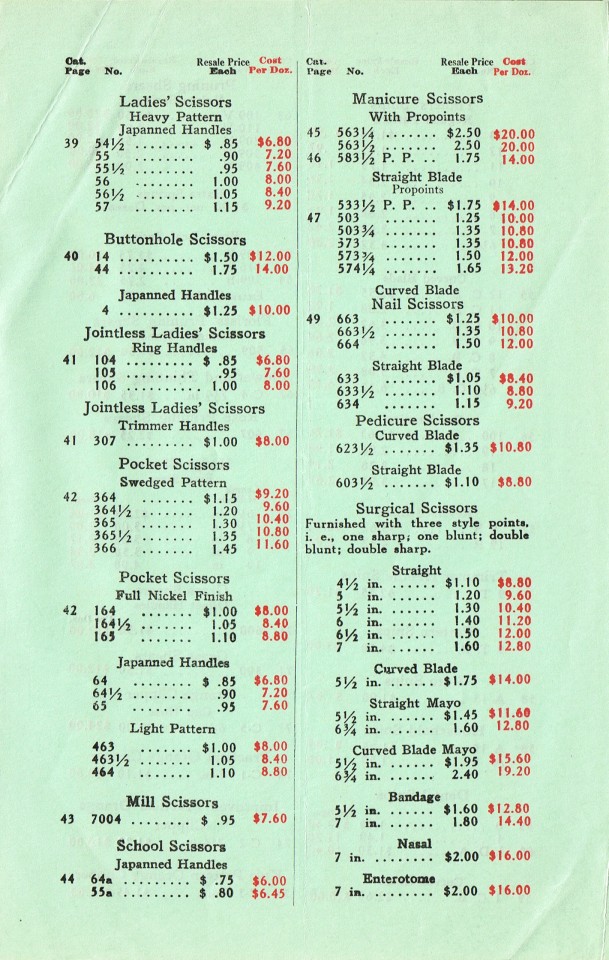 Cat. Resale Price Cost
Page No. Each Per Doz.
Ladies' Scissors
Heavy Pattern
Japanned Handles
39 54½ ........ $ .85 $6.80
55 ........ .90 7.20
55½ ........ .95 7.60
56 ........ 1.00 8.00
56½ ........ 1.05 8.40
57 ........ 1.15 9.20
Buttonhole Scissors
40 14 .......... $1.50 $12.00
44 .......... 1.75 14.00
Japanned Handles
4 .......... $1.25 $10.00
Jointless Ladies' Scissors
Ring Handles
41 104 ......... $ .85 $6.80
105 ......... .95 7.60
106 ......... 1.00 8.00
Jointless Ladies' Scissors
Trimmer Handles
41 307 ......... $1.00 $8.00
Pocket Scissors
Swedged Pattern
42 364 ....... $1.15 $9.20
364½ ....... 1.20 9.60
365 ....... 1.30 10.40
365½ ....... 1.35 10.80
366 ....... 1.45 11.60
Pocket Scissors
Full Nickel Finish
42 164 ....... $1.00 $8.00
164½ ....... 1.05 8.40
165 ....... 1.10 8.80
Japanned Handles
64 ........ $ .85 $6.80
64½ ........ .90 7.20
65 ........ .95 7.60
Light Pattern
463 ....... $1.00 $8.00
463½ ....... 1.05 8.40
464 ....... 1.10 8.80
Mill Scissors
43 7004 ........ $ .95 $7.60
School Scissors
Japanned Handles
44 64a ......... $ .75 $6.00
55a ......... $ .80 $6.45
Cat. Resale Price Cost
Page No. Each Per Doz.
Manicure Scissors
With Propoints
45 563¼ ....... $2.50 $20.00
563½ ....... 2.50 20.00
46 583½ P. P. .. 1.75 14.00
Straight Blade
Propoints
533½ P. P. .. $1.75 $14.00
47 503 ....... 1.25 10.00
503¾ ....... 1.35 10.80
373 ....... 1.35 10.80
573¾ ....... 1.50 12.00
574¼ ....... 1.65 13.20
Curved Blade
Nail Scissors
49 663 ....... $1.25 $10.00
663½ ....... 1.35 10.80
664 ....... 1.50 12.00
Straight Blade
633 ....... $1.05 $8.40
633½ ....... 1.10 8.80
634 ....... 1.15 9.20
Pedicure Scissors
Curved Blade
623½ ....... $1.35 $10.80
Straight Blade
603½ ....... $1.10 $8.80
Surgical Scissors
Furnished with three style points,
i. e., one sharp; one blunt; double
blunt; double sharp.
Straight
4½ in. ...... $1.10 $8.80
5 in. ...... 1.20 9.60
5½ in. ...... 1.30 10.40
6 in. ...... 1.40 11.20
6½ in. ...... 1.50 12.00
7 in. ...... 1.60 12.80
Curved Blade
5½ in. ...... $1.75 $14.00
Straight Mayo
5½ in. ...... $1.45 $11.60
6¾ in. ...... 1.60 12.80
Curved Blade Mayo
5½ in. ...... $1.95 $15.60
6¾ in. ...... 2.40 19.20
Bandage
5½ in. ...... $1.60 $12.80
7 in. ...... 1.80 14.40
Nasal
7 in. ........ $2.00 $16.00
Enterotome
7 in. ........ $2.00 $16.00